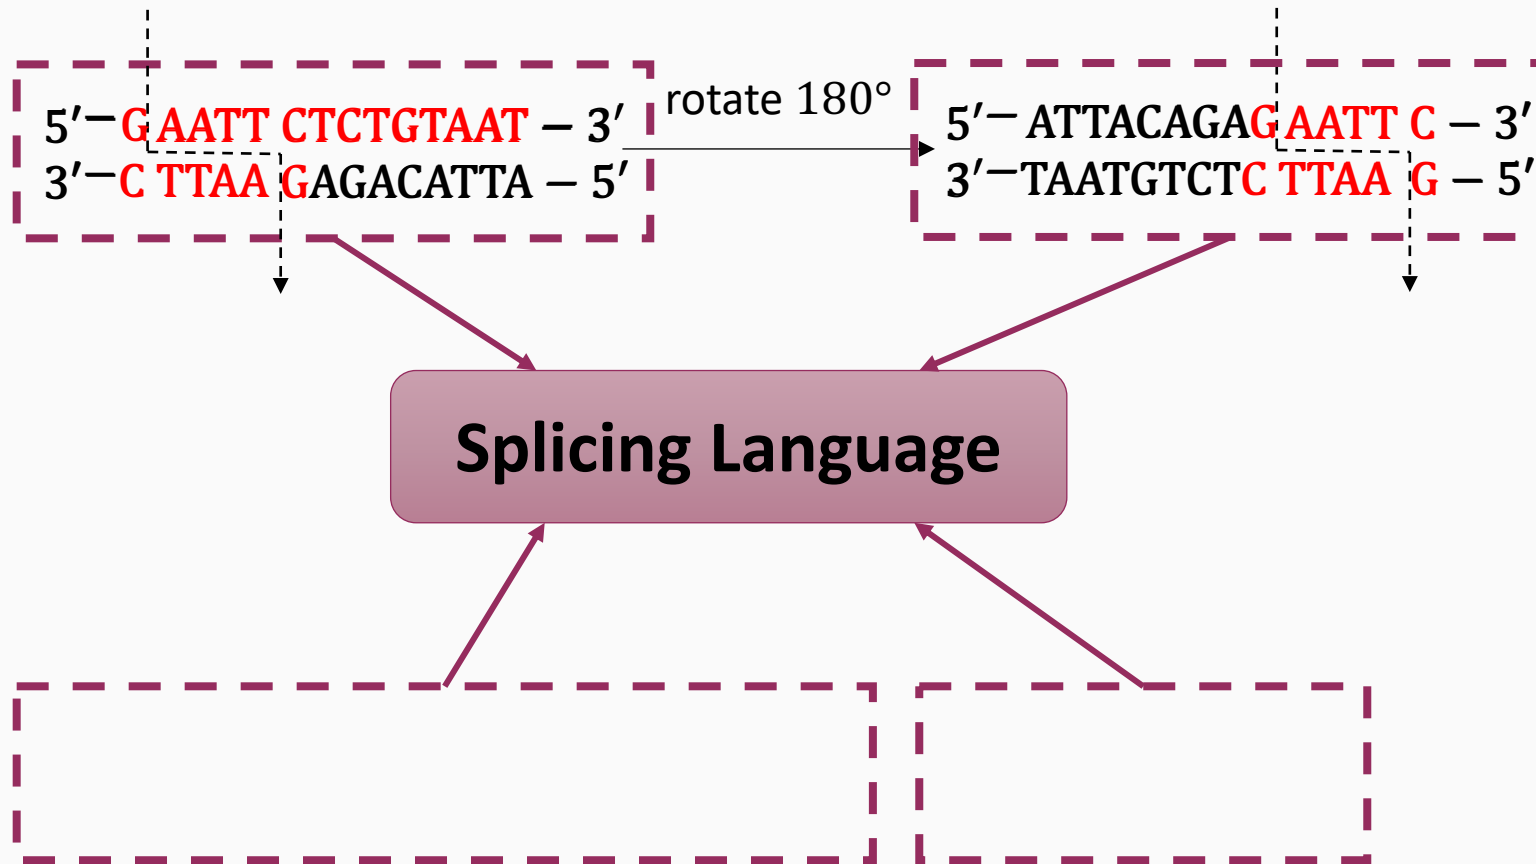 5′ − G AATT CTCTGTAAT − 3′
3′ − C TTAA GAGACATTA − 5′
rotate 180°
5′ − ATTACAGAG AATT C − 3′
3′ − TAATGTCTC TTAA G − 5′
Splicing Language